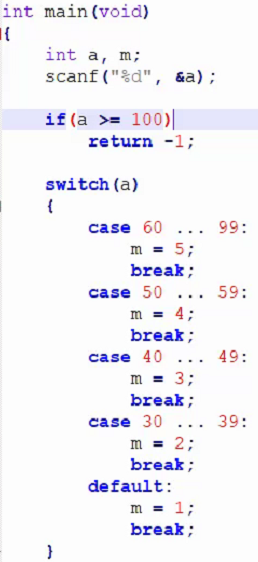 int main(void)
{
int a, m;
scanf("%d", &a);
if(a >= 100)
return -1;
switch(a)
{
case 60 ... 99:
m = 5;
break;
case 50 ... 59:
m = 4;
break;
case 40 ... 49:
m = 3;
break;
case 30 ... 39:
m = 2;
break;
default:
m = 1;
break;
}